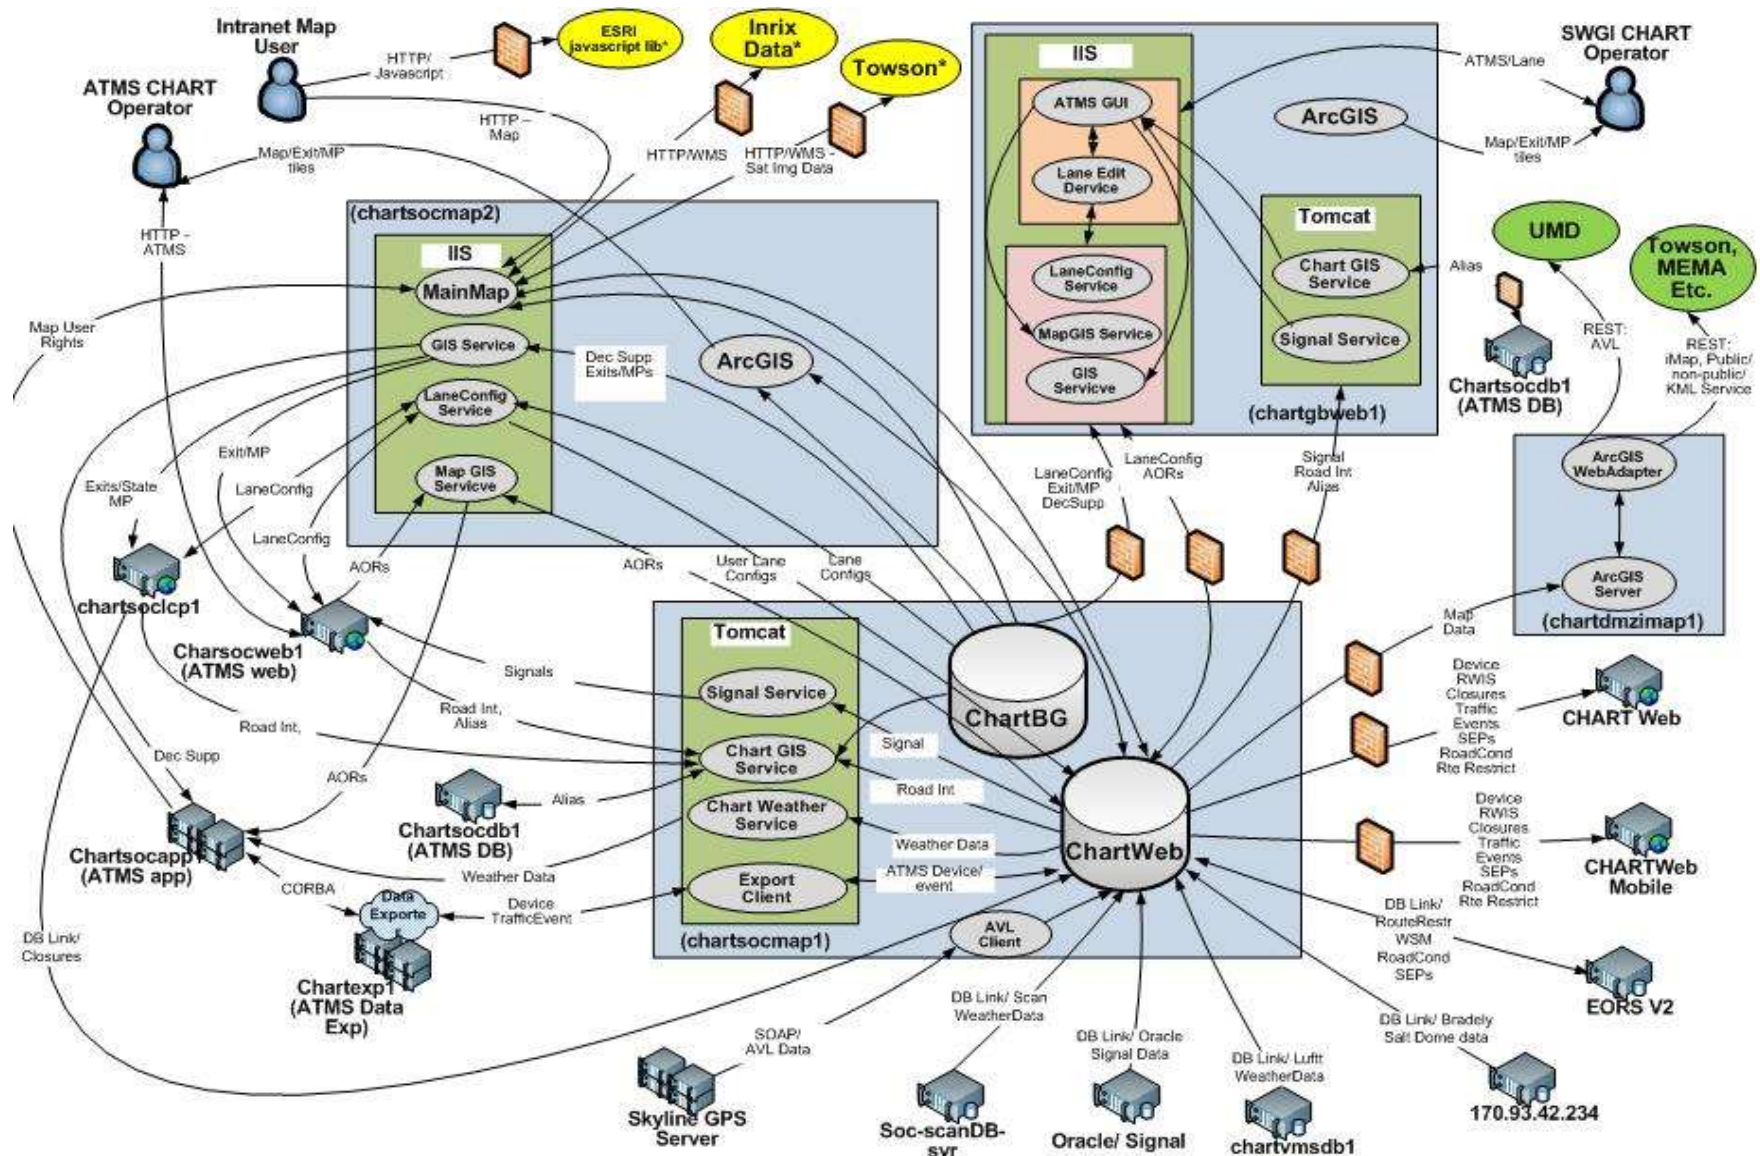 Intranet Map
User
ATMS CHART
Operator
HTTP/
Javascript
ESRI
javascript lib*
Inrix
Data*
Towson*
HTTP –
Map
Map/Exit/MP
tiles
HTTP/WMS
HTTP/WMS -
Sat Img Data
HTTP -
ATMS
SWGI CHART
Operator
ATMS/Lane
ArcGIS
Map/Exit/MP
tiles
IIS
ATMS GUI
Lane Edit
Dervice
LaneConfig
Service
MapGIS Service
GIS
Servicve
Tomcat
Chart GIS
Service
Signal Service
(chartgbweb1)
Alias
Chartsocdb1
(ATMS DB)
UMD
Towson,
MEMA
Etc.
REST:
AVL
REST:
iMap, Public/
non-public/
KML Service
ArcGIS
WebAdapter
ArcGIS
Server
(chartdmzimap1)
(chartsocmap2)
IIS
MainMap
GIS Service
LaneConfig
Service
Map GIS
Servicve
Dec Supp
Exits/MPs
ArcGIS
Map User
Rights
Exit/MP
Exits/State
MP
LaneConfig
LaneConfig
AORs
AORs
User Lane
Configs
Lane
Configs
LaneConfig
Exit/MP
DecSupp
LaneConfig
AORs
Signal
Road Int
Alias
chartsoclcp1
Charsocweb1
(ATMS web)
Signals
Road Int,
Alias
Road Int,
Dec Supp
AORs
Alias
Chartsocdb1
(ATMS DB)
Chartsocapp1
(ATMS app)
Weather Data
CORBA
Data
Exporte
r
Device
TrafficEvent
Chartexp1
(ATMS Data
Exp)
DB Link/
Closures
Tomcat
Signal Service
Chart GIS
Service
Chart Weather
Service
Export
Client
(chartsocmap1)
ChartBG
ChartWeb
Signal
Road Int
Weather Data
ATMS Device/
event
AVL
Client
Map
Data
Device
RWIS
Closures
Traffic
Events
SEPs
RoadCond
Rte Restrict
CHART Web
Device
RWIS
Closures
Traffic
Events
SEPs
RoadCond
Rte Restrict
CHARTWeb
Mobile
DB Link/
RouteRestr
WSM
RoadCond
SEPs
EORS V2
SOAP/
AVL Data
Skyline GPS
Server
DB Link/ Scan
WeatherData
Soc-scanDB-
svr
DB Link/ Oracle
Signal Data
Oracle/ Signal
DB Link/ Luftt
WeatherData
chartvmsdb1
DB Link/ Bradely
Salt Dome data
170.93.42.234